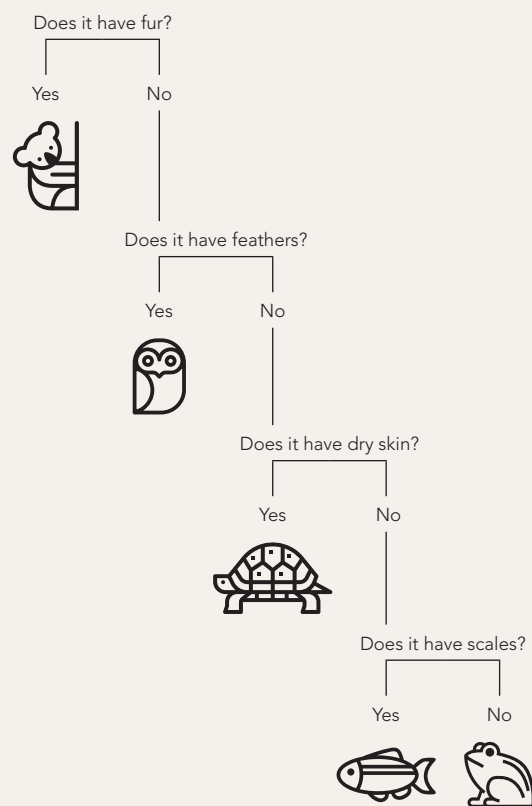 Does it have fur?
Yes
No
Does it have feathers?
Yes
No
Does it have dry skin?
Yes
No
Does it have scales?
Yes
No